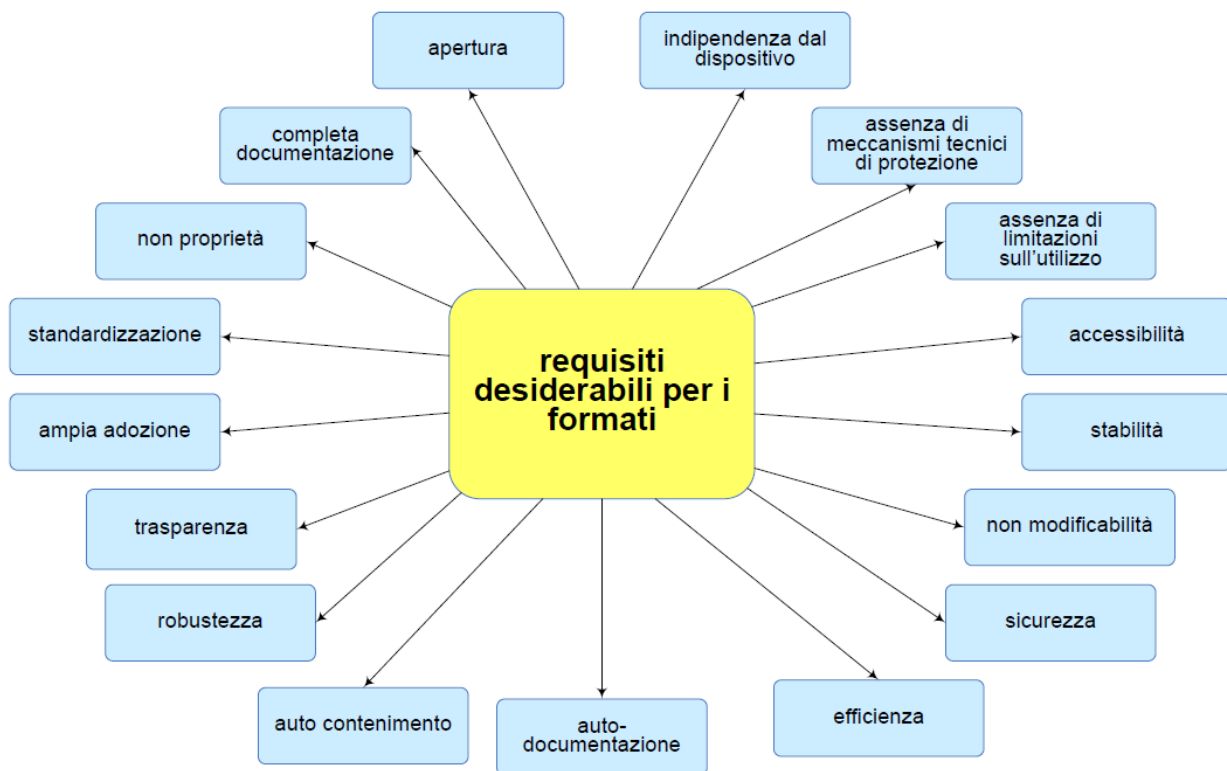 apertura
indipendenza dal
dispositivo
completa
documentazione
assenza di
meccanismi tecnici
di protezione
non proprietà
assenza di
limitazioni
sull'utilizzo
standardizzazione
requisiti
desiderabili per i
formati
accessibilità
ampia adozione
stabilità
trasparenza
non modificabilità
robustezza
sicurezza
auto contenimento
auto-
documentazione
efficienza